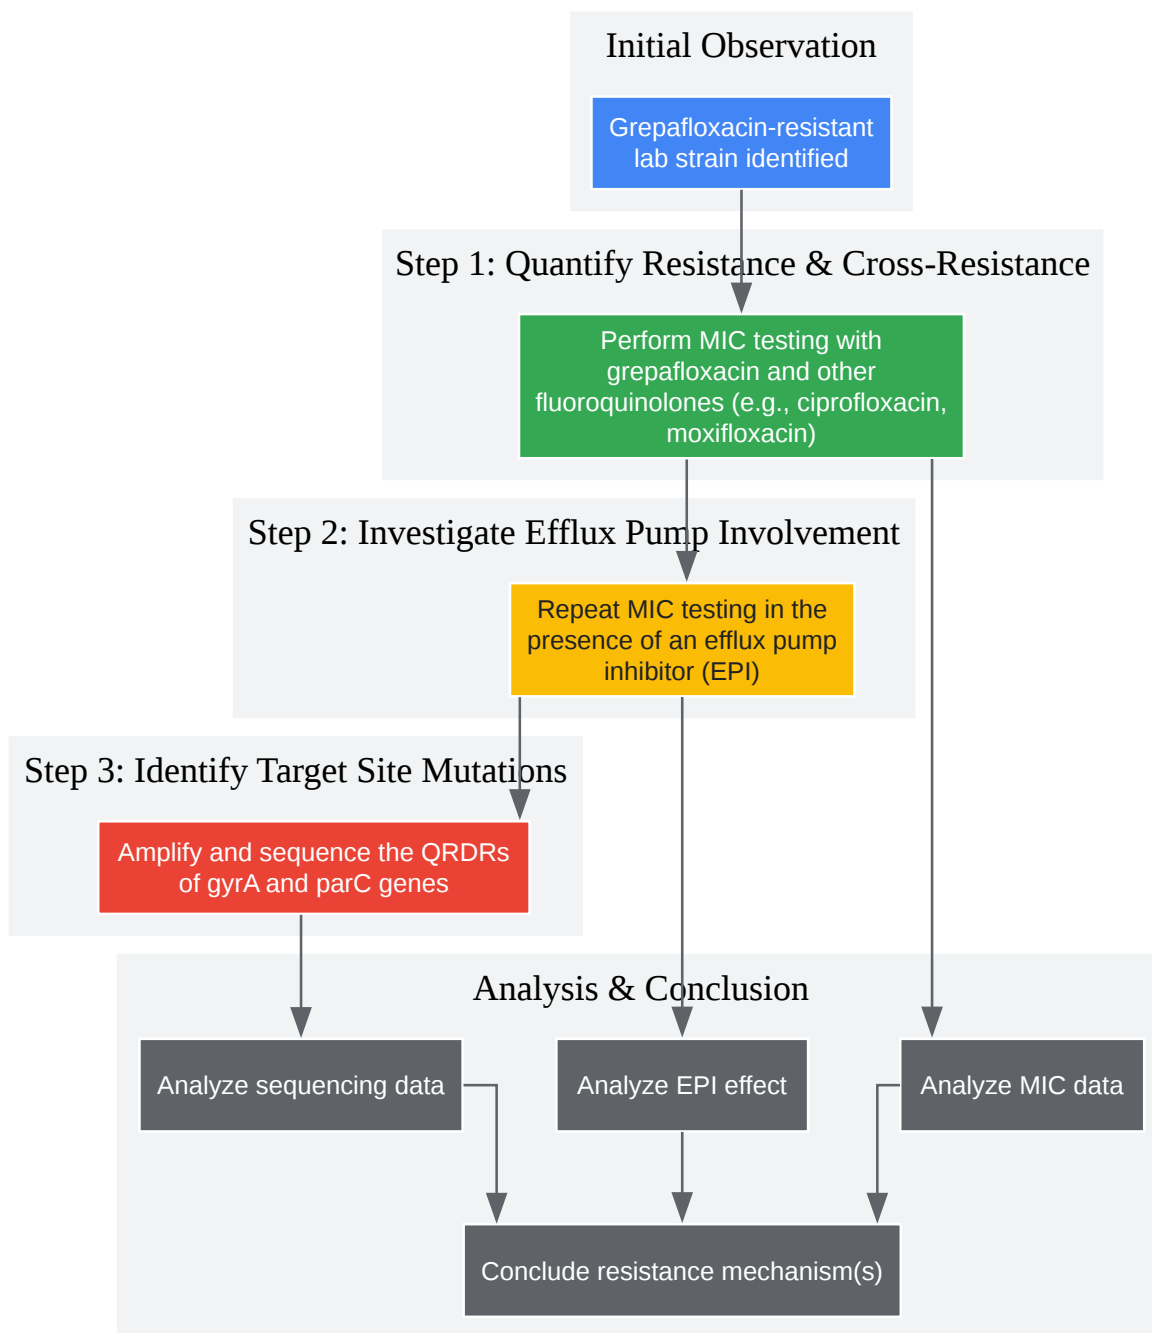 Initial Observation
Grepafloxacin-resistant
lab strain identified
Step 1: Quantify Resistance & Cross-Resistance
Perform MIC testing with
grepafloxacin and other
fluoroquinolones (e.g., ciprofloxacin,
moxifloxacin)
Step 2: Investigate Efflux Pump Involvement
Repeat MIC testing in the
presence of an efflux pump
inhibitor (EPI)
Step 3: Identify Target Site Mutations
Amplify and sequence the QRDRs
of gyrA and parC genes
Analysis & Conclusion
Analyze sequencing data
Analyze EPI effect
Analyze MIC data
Conclude resistance mechanism(s)